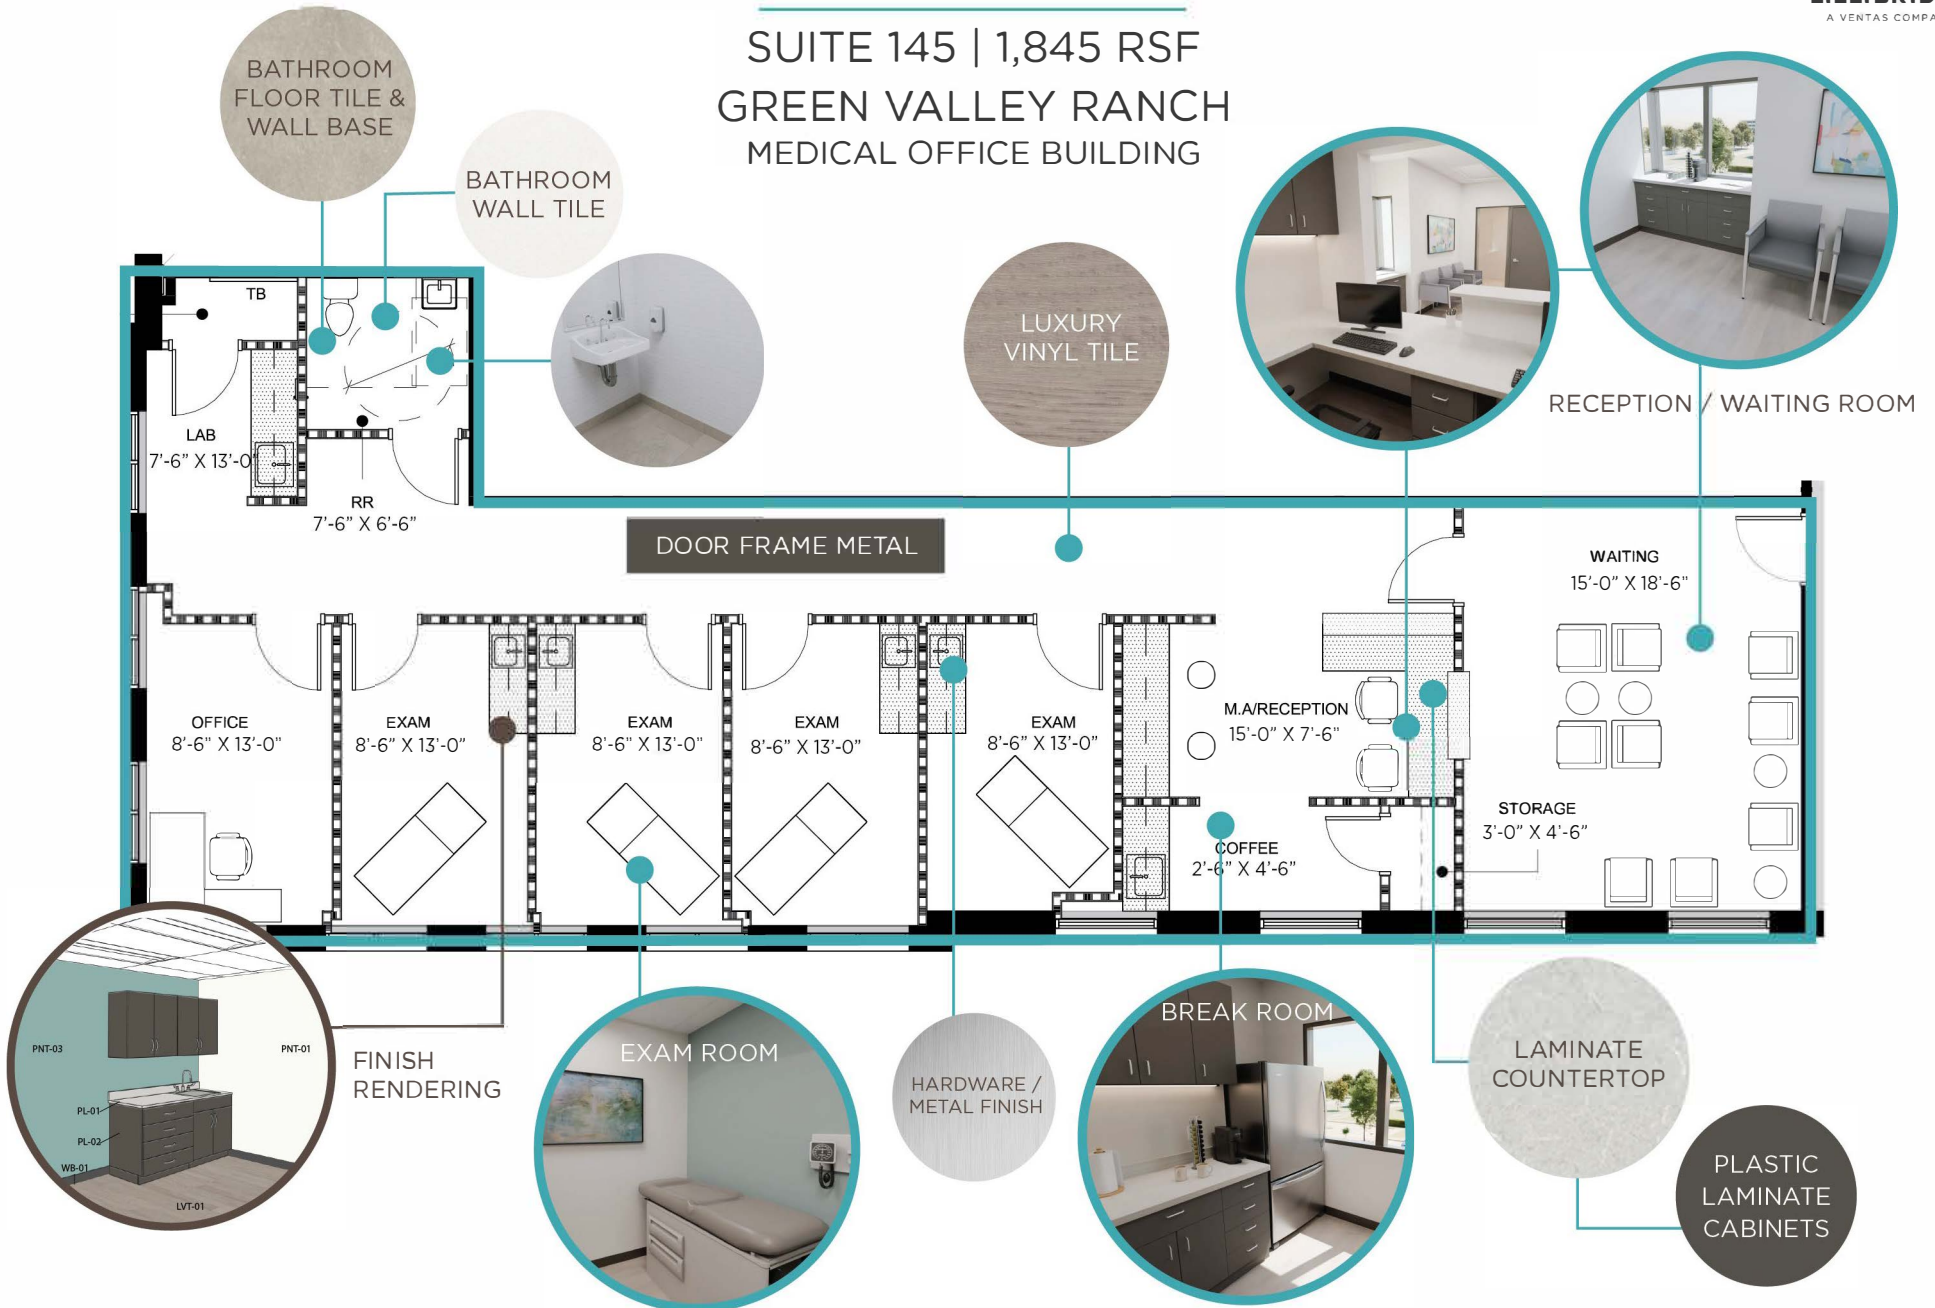 A VENTAS COMPA
SUITE 145 | 1,845 RSF
GREEN VALLEY RANCH
MEDICAL OFFICE BUILDING
BATHROOM
FLOOR TILE &
WALL BASE
BATHROOM
WALL TILE
LUXURY
VINYL TILE
RECEPTION / WAITING ROOM
TB
LAB
7'-6" X 13'-0"
RR
7'-6" X 6'-6"
DOOR FRAME METAL
WAITING
15'-0" X 18'-6"
OFFICE
8'-6" X 13'-0"
EXAM
8'-6" X 13'-0"
EXAM
8'-6" X 13'-0"
EXAM
8'-6" X 13'-0"
EXAM
8'-6" X 13'-0"
M.A/RECEPTION
15'-0" X 7'-6"
STORAGE
3'-0" X 4'-6"
COFFEE
2'-6" X 4'-6"
PNT-03
PNT-01
PL-01
PL-02
WB-01
LVT-01
FINISH
RENDERING
EXAM ROOM
HARDWARE /
METAL FINISH
BREAK ROOM
LAMINATE
COUNTERTOP
PLASTIC
LAMINATE
CABINETS